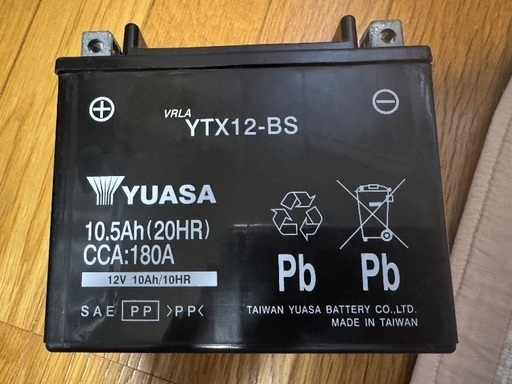 VRLA
YTX12-BS
YUASA
10.5Ah(20HR)
CCA:180A
12V 10Ah/10HR
SAE PP >PP<
Pb Pb
TAIWAN YUASA BATTERY CO.,LTD.
MADE IN TAIWAN